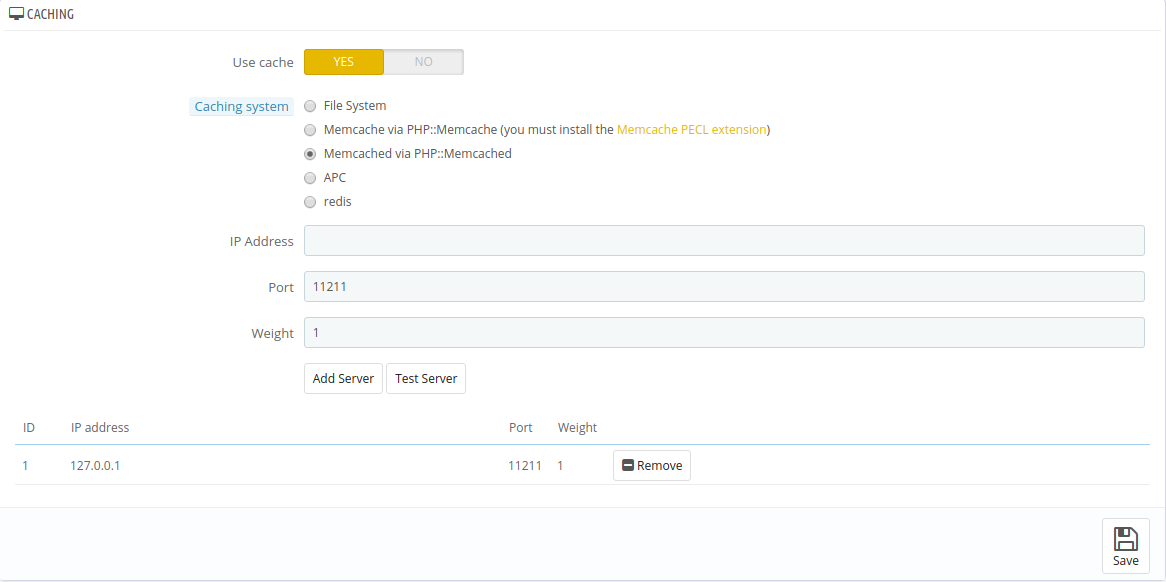 CACHING
Use cache YES NO
Caching system File System
Memcache via PHP::Memcache (you must install the Memcache PECL extension)
Memcached via PHP::Memcached
APC
redis
IP Address
Port 11211
Weight 1
Add Server Test Server
ID IP address Port Weight
1 127.0.0.1 11211 1 Remove
Save